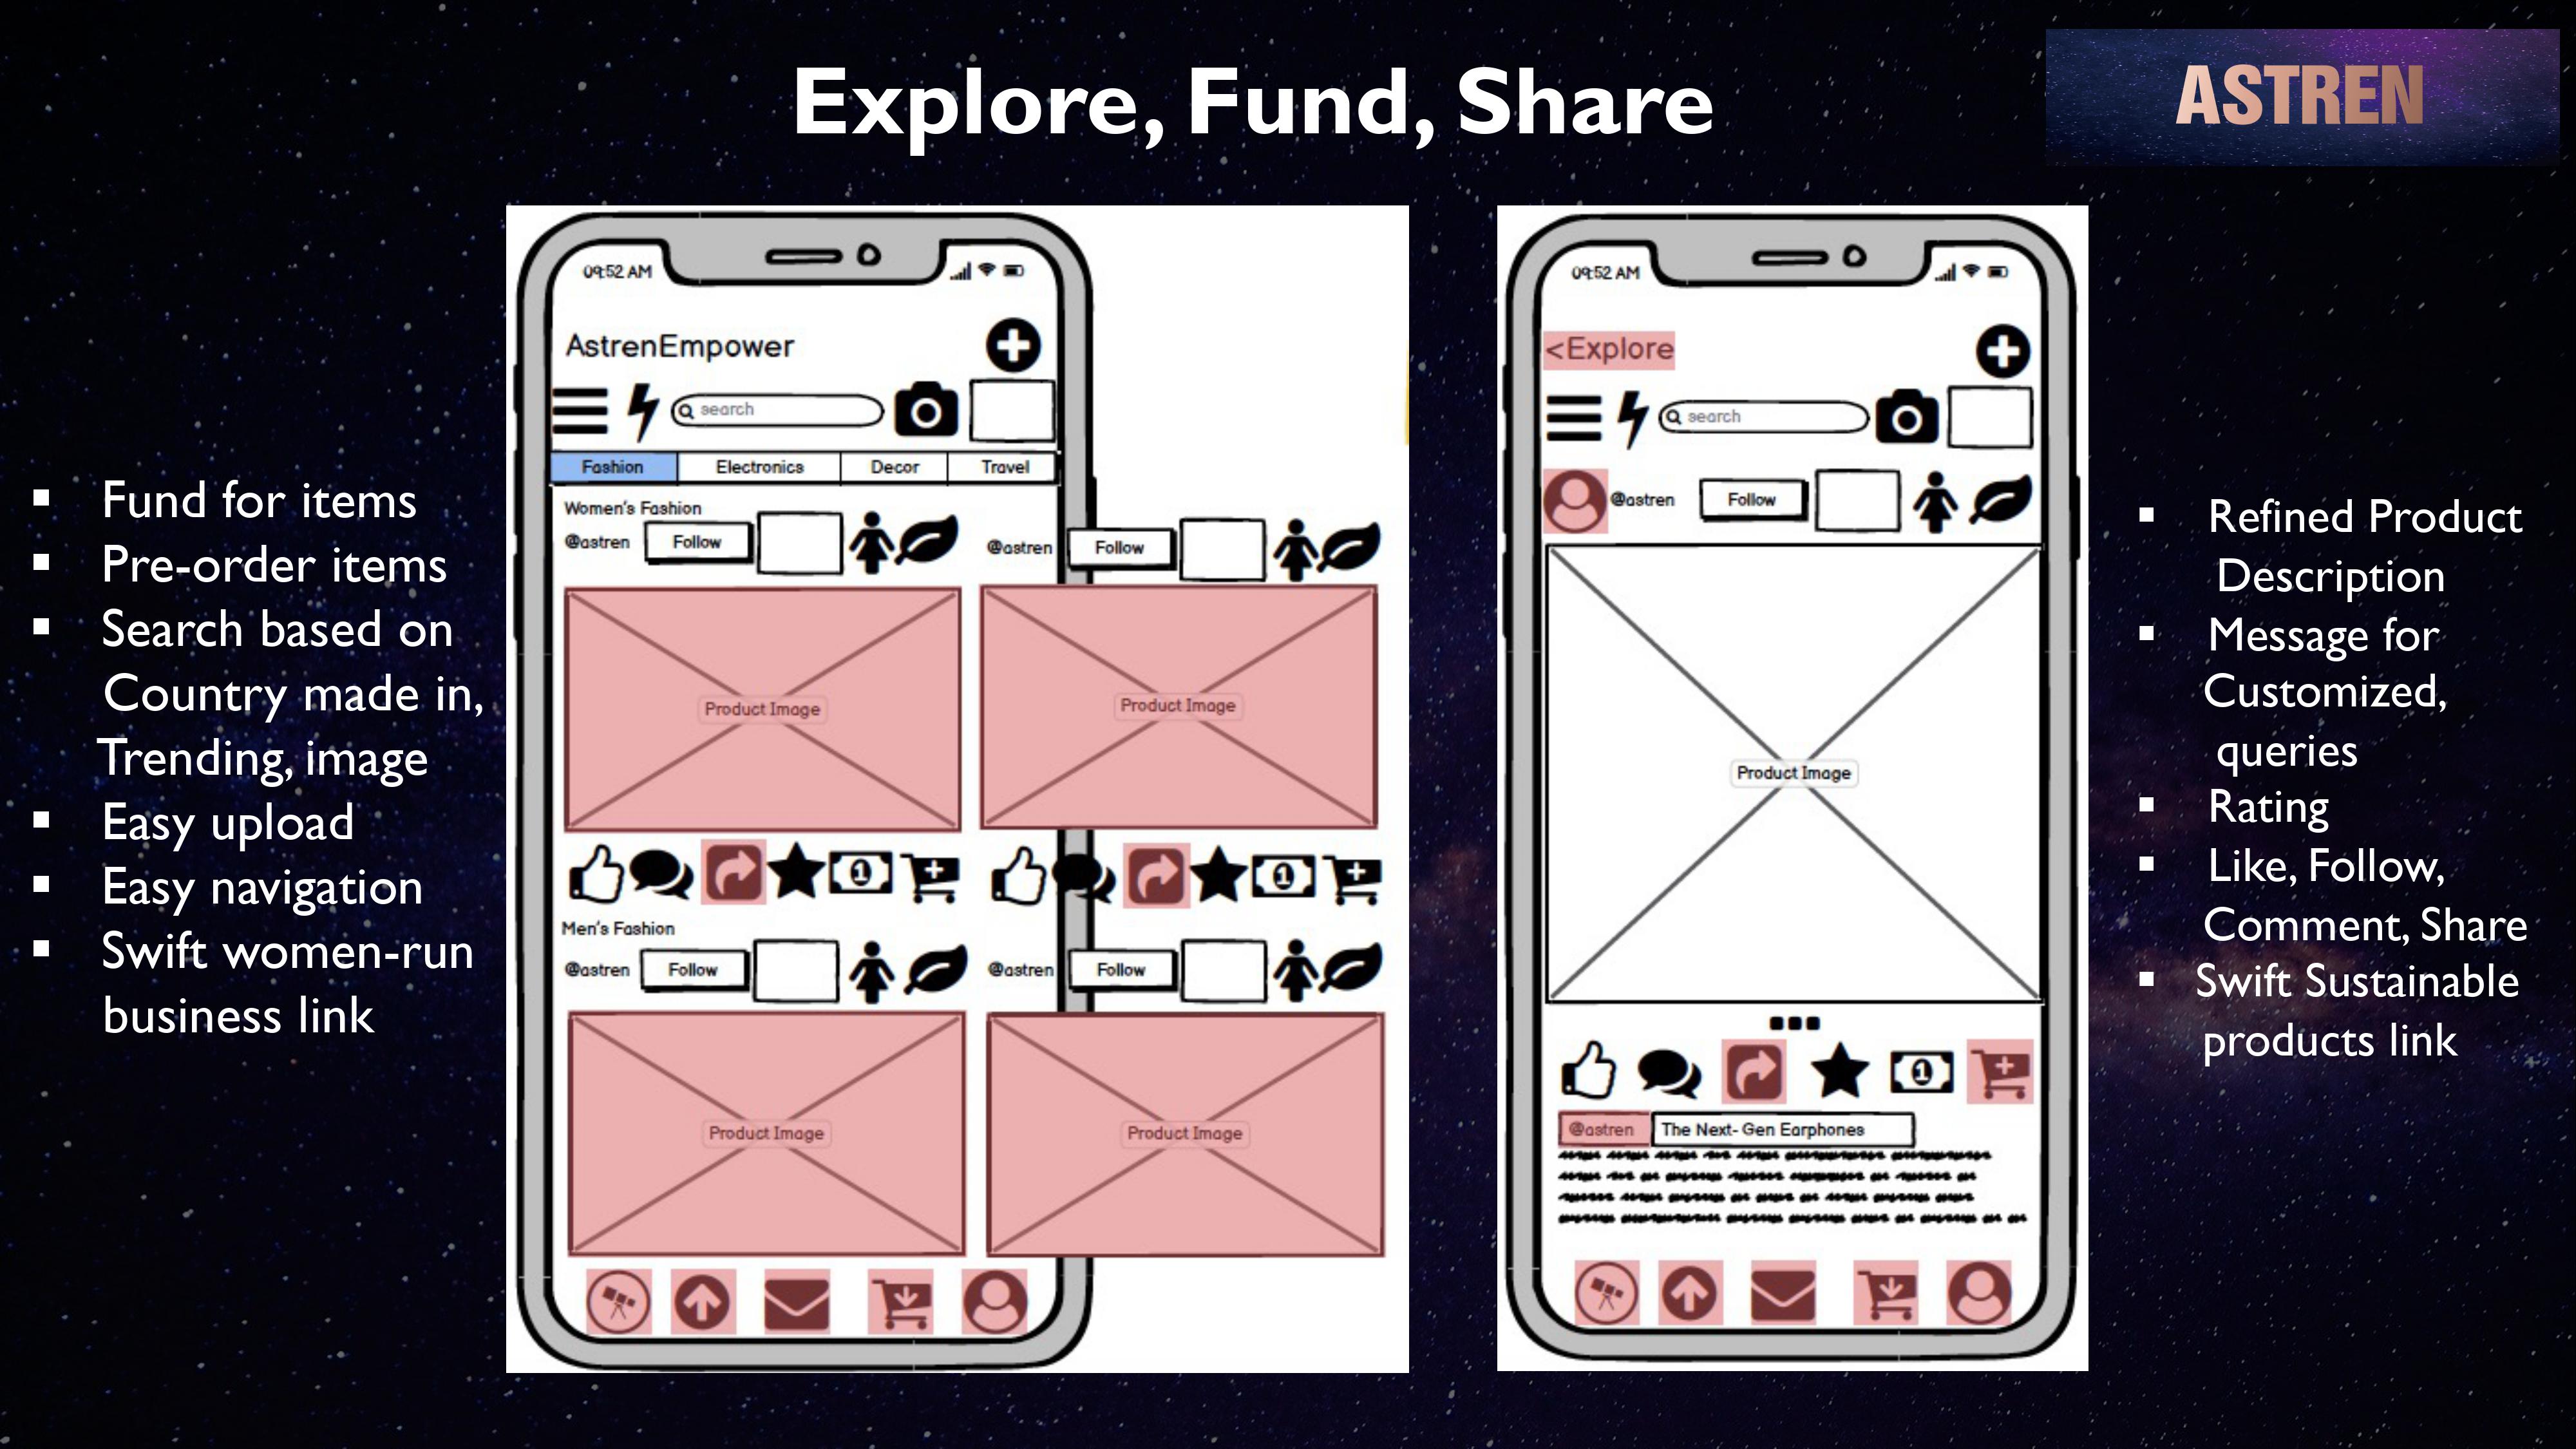 Explore, Fund, Share
ASTREN
▪ Fund for items
▪ Pre-order items
▪ Search based on
Country made in,
Trending, image
▪ Easy upload
▪ Easy navigation
▪ Swift women-run
business link
09:52 AM
AstrenEmpower
search
Fashion Electronics Decor Travel
Women's Fashion
@astren Follow @astren Follow
Product Image Product Image
1 1
Men's Fashion
@astren Follow @astren Follow
Product Image Product Image
09:52 AM
<Explore
search
@astren Follow
Product Image
1
@astren The Next- Gen Earphones
▪ Refined Product
Description
▪ Message for
Customized,
queries
▪ Rating
▪ Like, Follow,
Comment, Share
▪ Swift Sustainable
products link